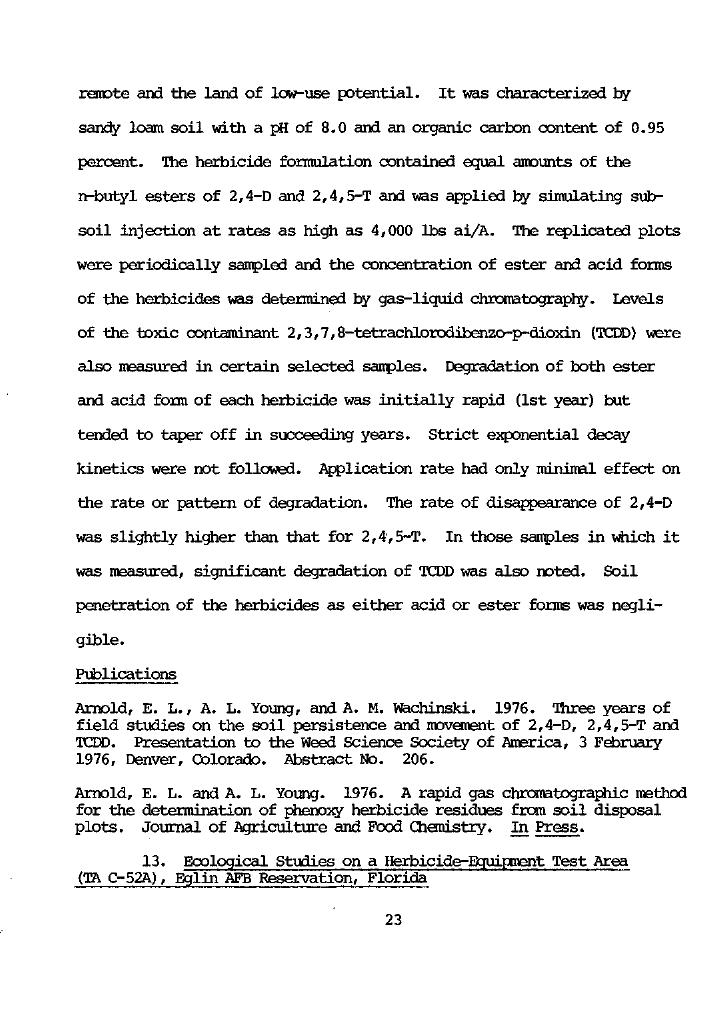 remote and the land of low-use potential. It was characterized by
sandy loam soil with a pH of 8.0 and an organic carbon content of 0.95
percent. The herbicide formulation contained equal amounts of the
n-butyl esters of 2,4-D and 2,4,5-T and was applied by simulating sub-
soil injection at rates as high as 4,000 lbs ai/A. The replicated plots
were periodically sampled and the concentration of ester and acid forms
of the herbicides was determined by gas-liquid chromatography. Levels
of the toxic contaminant 2,3,7,8-tetrachlorodibenzo-p-dioxin (TCDD) were
also measured in certain selected samples. Degradation of both ester
and acid form of each herbicide was initially rapid (1st year) but
tended to taper off in succeeding years. Strict exponential decay
kinetics were not followed. Application rate had only minimal effect on
the rate or pattern of degradation. The rate of disappearance of 2,4-D
was slightly higher than that for 2,4,5-T. In those samples in which it
was measured, significant degradation of TCDD was also noted. Soil
penetration of the herbicides as either acid or ester forms was negli-
gible.
Publications
Arnold, E. L., A. L. Young, and A. M. Wachinski. 1976. Three years of
field studies on the soil persistence and movement of 2,4-D, 2,4,5-T and
TCDD. Presentation to the Weed Science Society of America, 3 February
1976, Denver, Colorado. Abstract No. 206.
Arnold, E. L. and A. L. Young. 1976. A rapid gas chromatographic method
for the determination of phenoxy herbicide residues from soil disposal
plots. Journal of Agriculture and Food Chemistry. In Press.
13. Ecological Studies on a Herbicide-Equipment Test Area
(TA C-52A), Eglin AFB Reservation, Florida
23